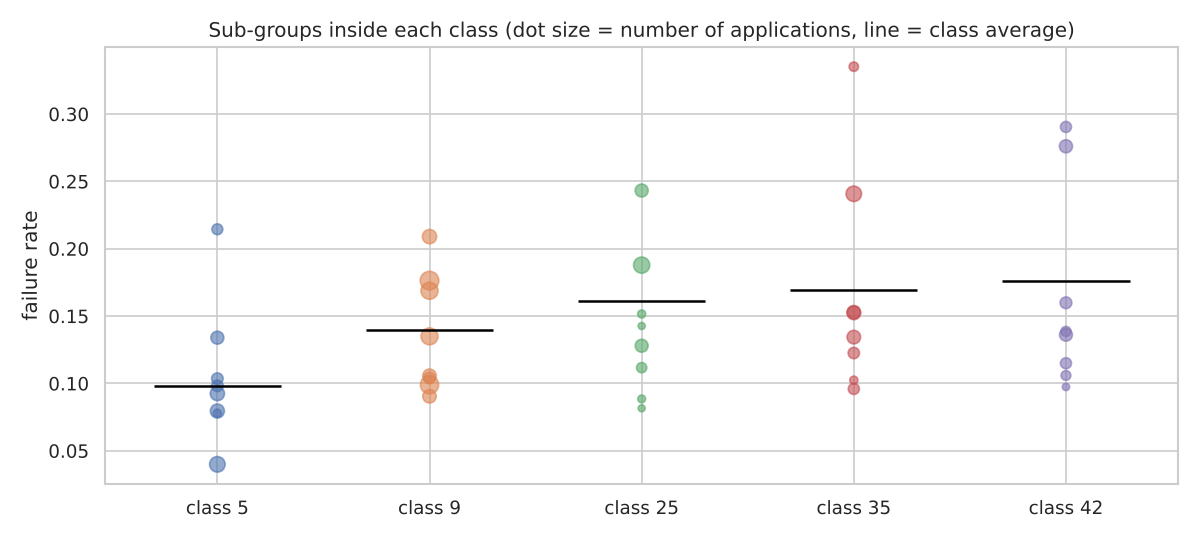 Sub-groups inside each class (dot size = number of applications, line = class average)
failure rate
0.30
0.25
0.20
0.15
0.10
0.05
class 5
class 9
class 25
class 35
class 42